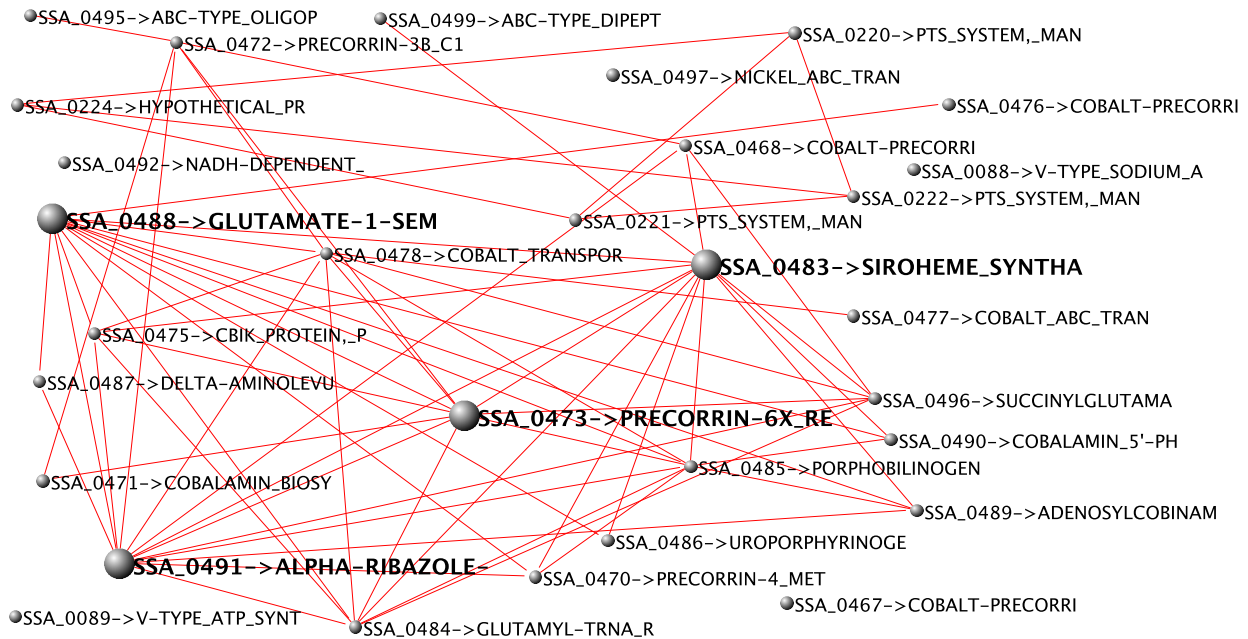 SSA_0495->ABC-TYPE_OLIGOP
SSA_0499->ABC-TYPE_DIPEPT
SSA_0220->PTS_SYSTEM,_MAN
SSA_0472->PRECORRIN-3B_C1
SSA_0497->NICKEL_ABC_TRAN
SSA_0224->HYPOTHETICAL_PR
SSA_0476->COBALT-PRECORRI
SSA_0468->COBALT-PRECORRI
SSA_0492->NADH-DEPENDENT_
SSA_0088->V-TYPE_SODIUM_A
SSA_0222->PTS_SYSTEM,_MAN
SSA_0488->GLUTAMATE-1-SEM
SSA_0221->PTS_SYSTEM,_MAN
SSA_0478->COBALT_TRANSPOR
SSA_0483->SIROHEME_SYNTHA
SSA_0477->COBALT_ABC_TRAN
SSA_0475->CBIK_PROTEIN,_P
SSA_0487->DELTA-AMINOLEVU
SSA_0496->SUCCINYLGLUTAMA
SSA_0473->PRECORRIN-6X_RE
SSA_0490->COBALAMIN_5'-PH
SSA_0485->PORPHOBILINOGEN
SSA_0471->COBALAMIN_BIOSY
SSA_0489->ADENOSYLCOBINAM
SSA_0486->UROPORPHYRINOGE
SSA_0491->ALPHA-RIBAZOLE-
SSA_0470->PRECORRIN-4_MET
SSA_0467->COBALT-PRECORRI
SSA_0089->V-TYPE_ATP_SYNT
SSA_0484->GLUTAMYL-TRNA_R